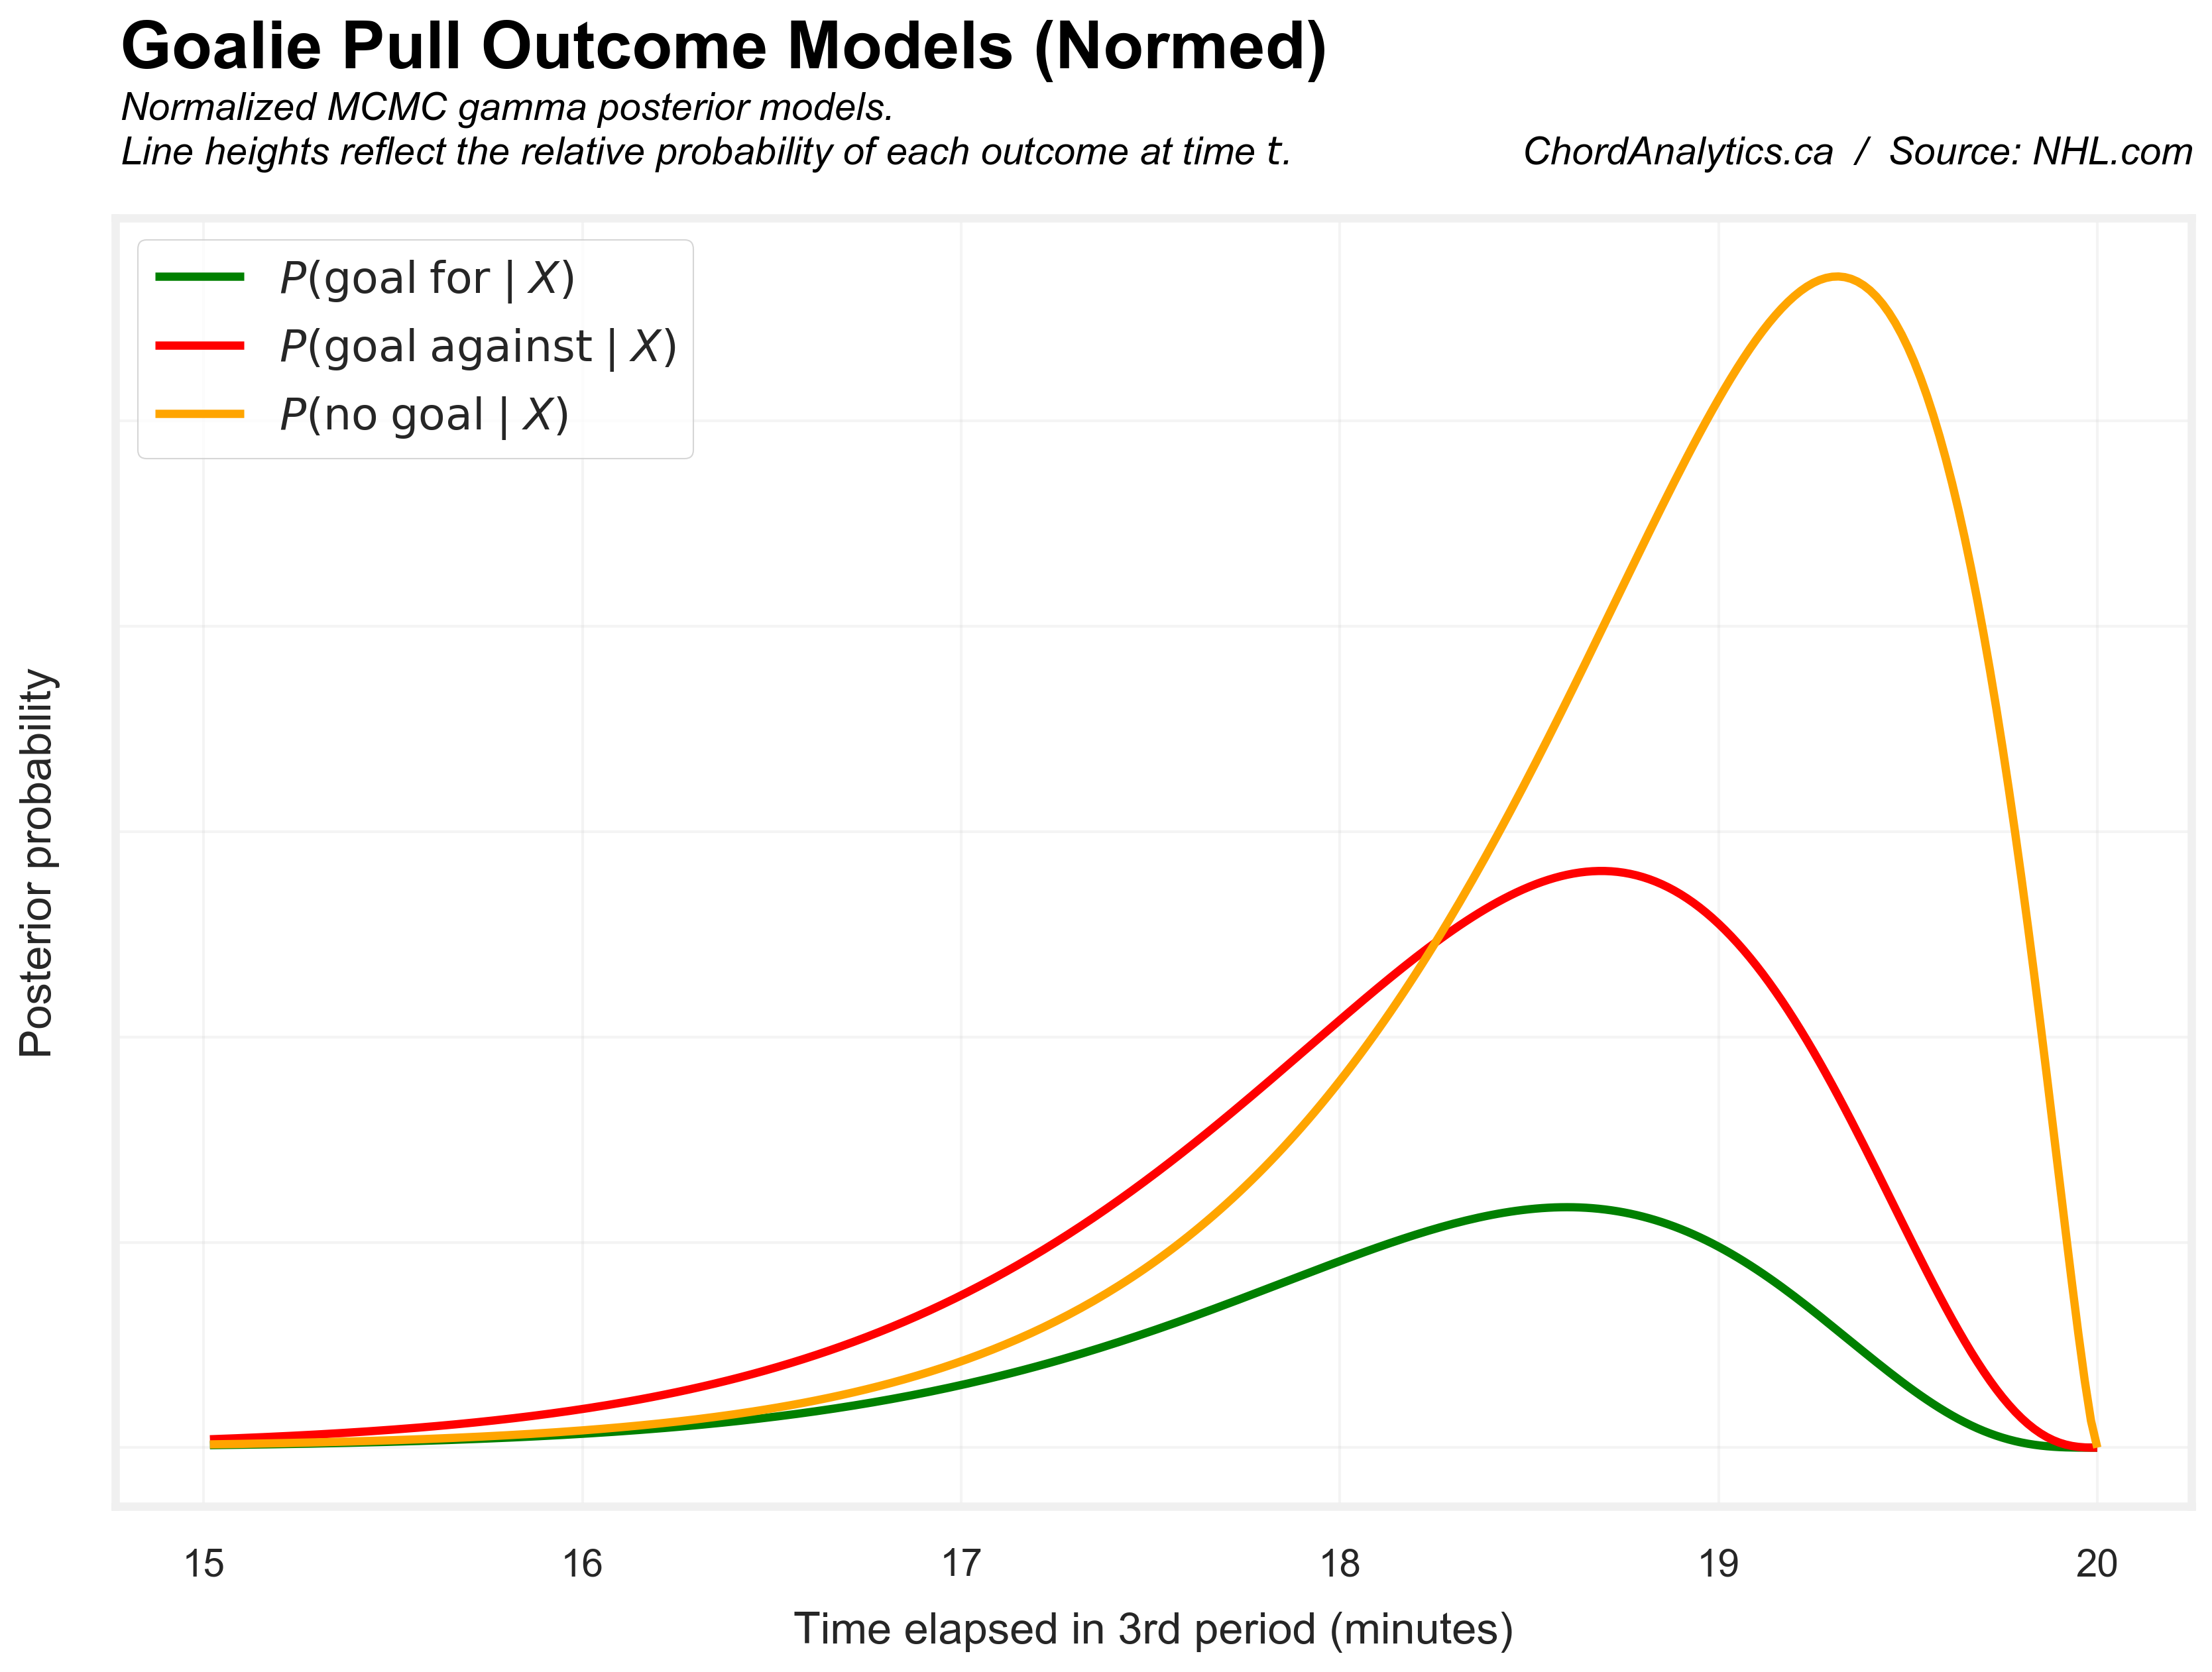 Goalie Pull Outcome Models (Normed)
Normalized MCMC gamma posterior models.
Line heights reflect the relative probability of each outcome at time t.
ChordAnalytics.ca / Source: NHL.com
P(goal for | X)
P(goal against | X)
P(no goal | X)
Posterior probability
15 16 17 18 19 20
Time elapsed in 3rd period (minutes)